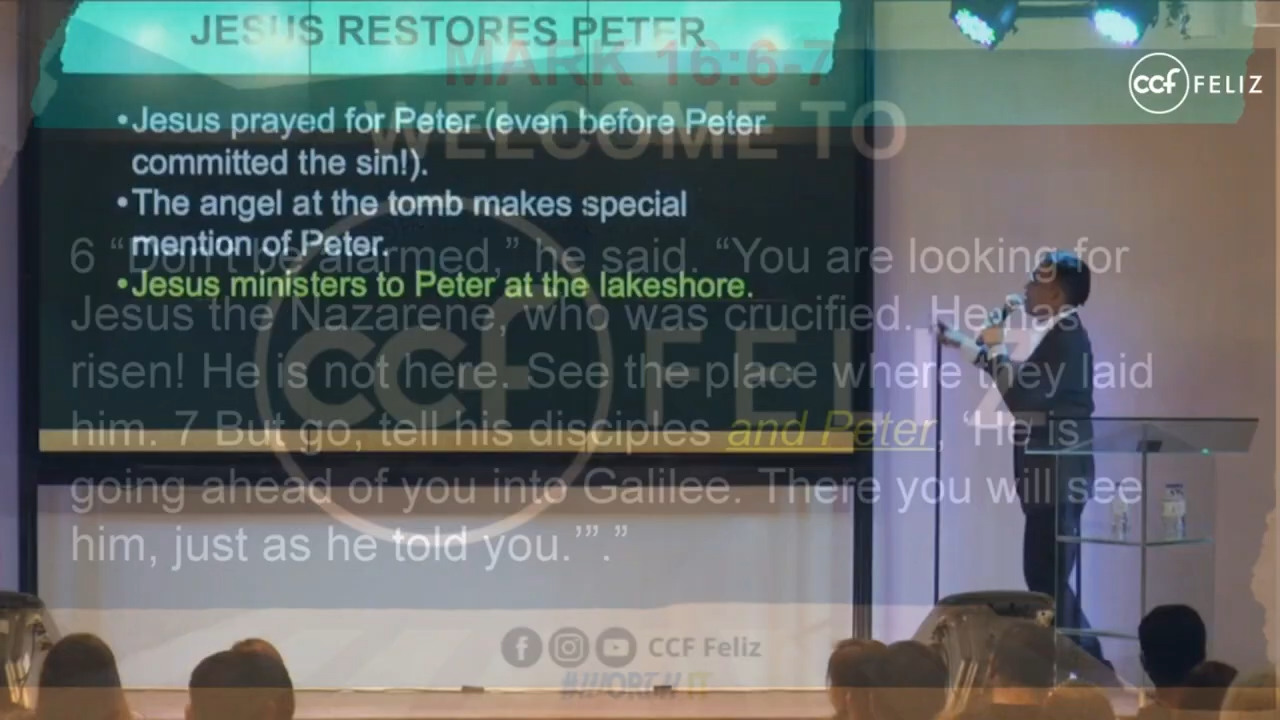 JESUS RESTORES PETER
MARK 16:6-7
ccf FELIZ
•Jesus prayed for Peter (even before Peter
committed the sin!).
•The angel at the tomb makes special
mention of Peter.
•Jesus ministers to Peter at the lakeshore.
WELCOME TO
ccf FELIZ
6 “Don’t be alarmed,” he said. “You are looking for
Jesus the Nazarene, who was crucified. He has
risen! He is not here. See the place where they laid
him. 7 But go, tell his disciples and Peter, ‘He is
going ahead of you into Galilee. There you will see
him, just as he told you.’”.”
CCF Feliz
#WORTHIT